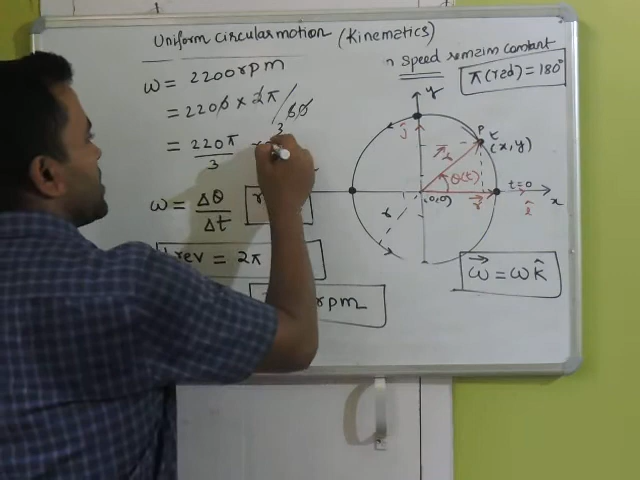 Uniform circular motion (Kinematics)
ω = 2200 rpm
= 2200 × 2π / 60
3
= 220π / 3
ω = Δθ / Δt
rev = 2π
rpm
speed remain constant
π(rad) = 180°
y
ĵ
P t
(x, y)
θ(t)
(0,0)
t=0
x
r
î
ω⃗ = ω k̂